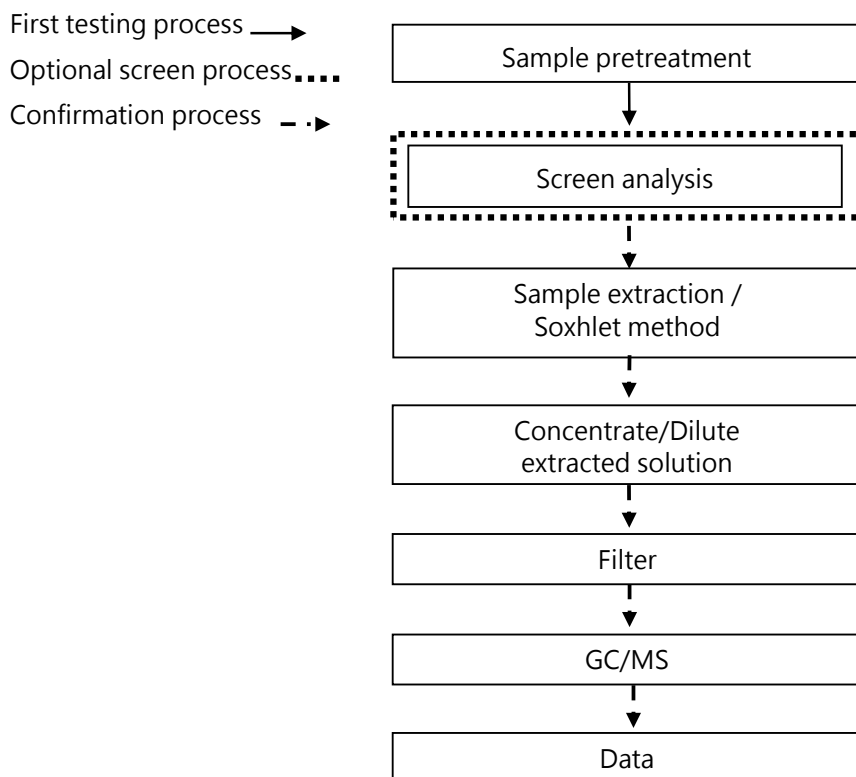 First testing process
Optional screen process
Confirmation process
Sample pretreatment
Screen analysis
Sample extraction /
Soxhlet method
Concentrate/Dilute
extracted solution
Filter
GC/MS
Data